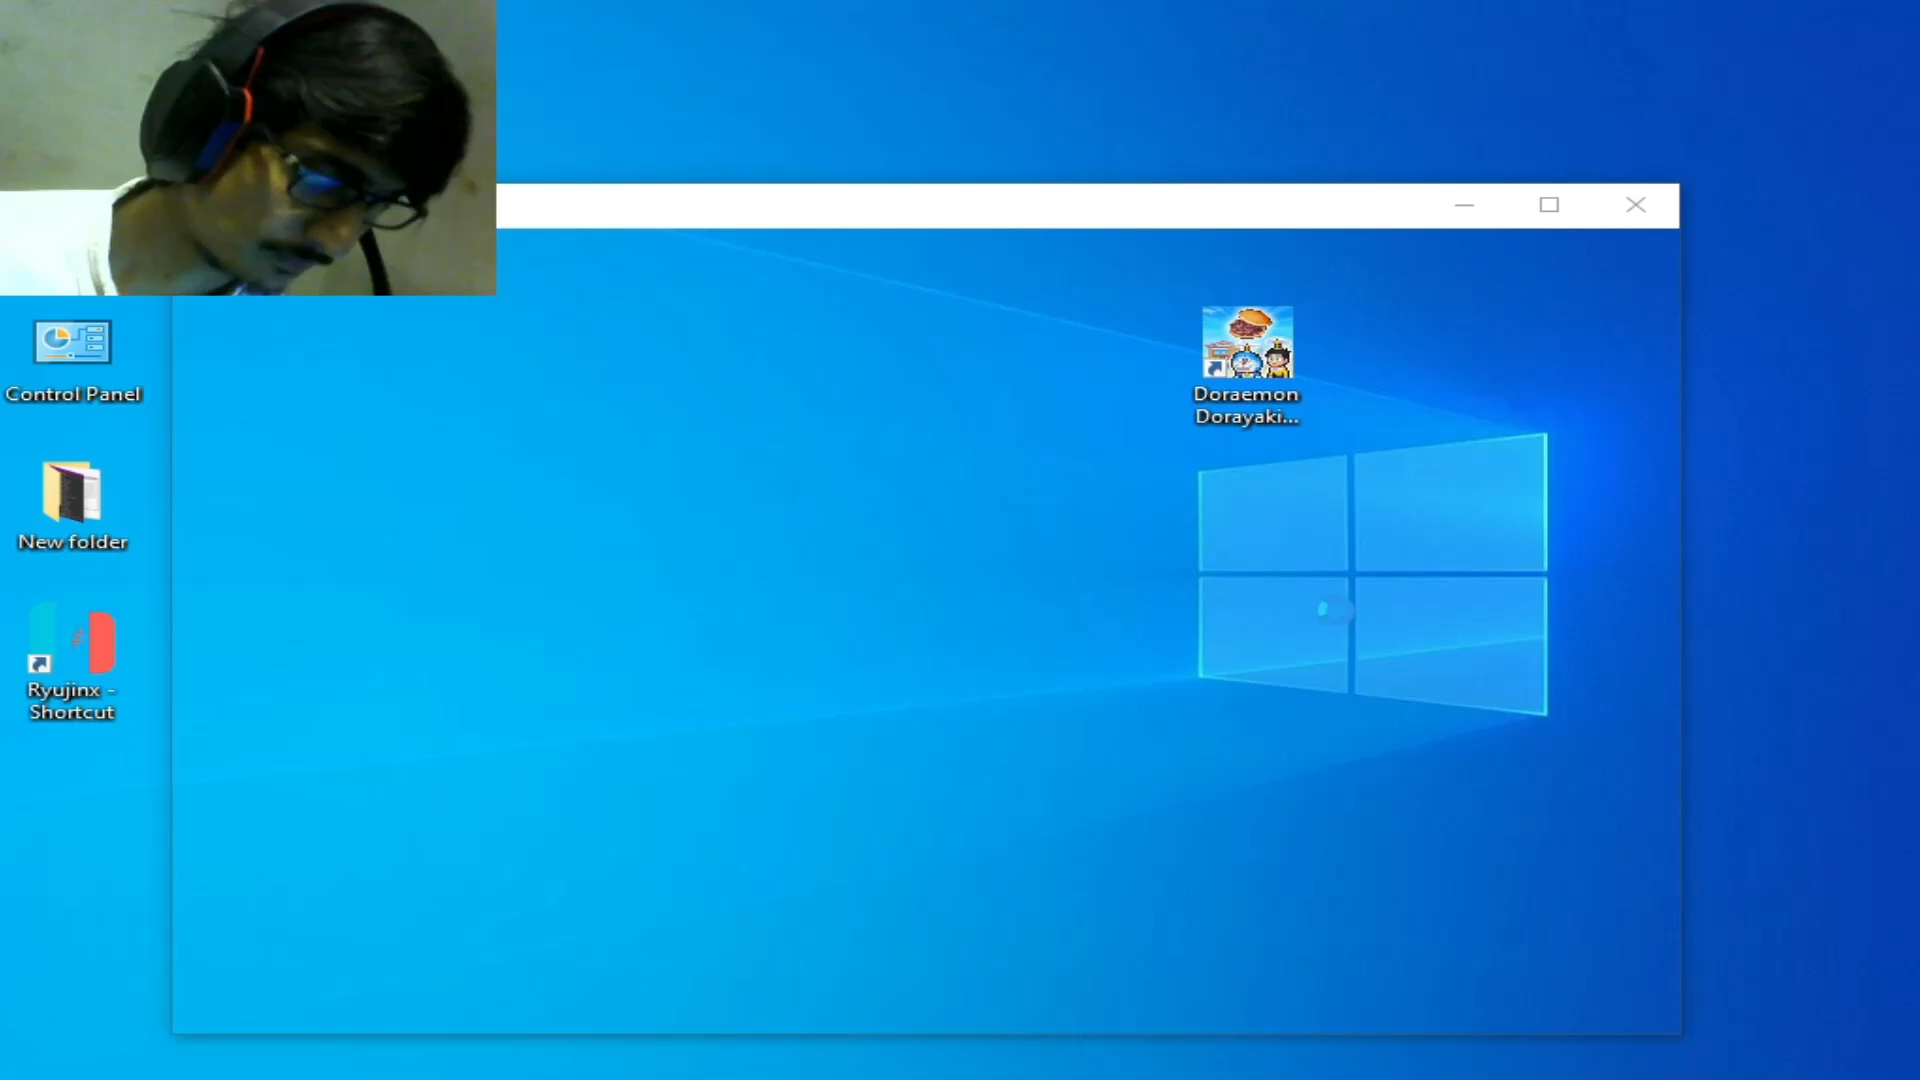 Control Panel
New folder
Ryujinx -
Shortcut
Doraemon
Dorayaki...